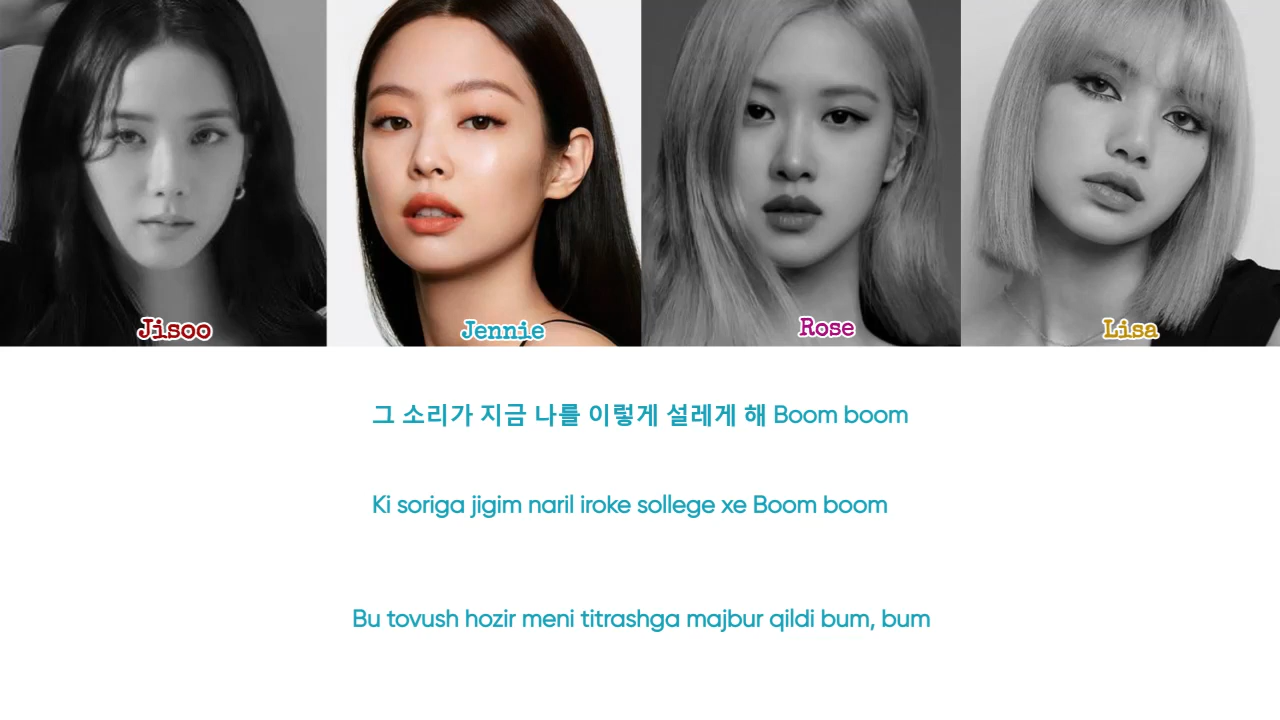 Jisoo
Jennie
Rose
Lisa
그 소리가 지금 나를 이렇게 설레게 해 Boom boom
Ki soriga jigim naril iroke sollege xe Boom boom
Bu tovush hozir meni titrashga majbur qildi bum, bum